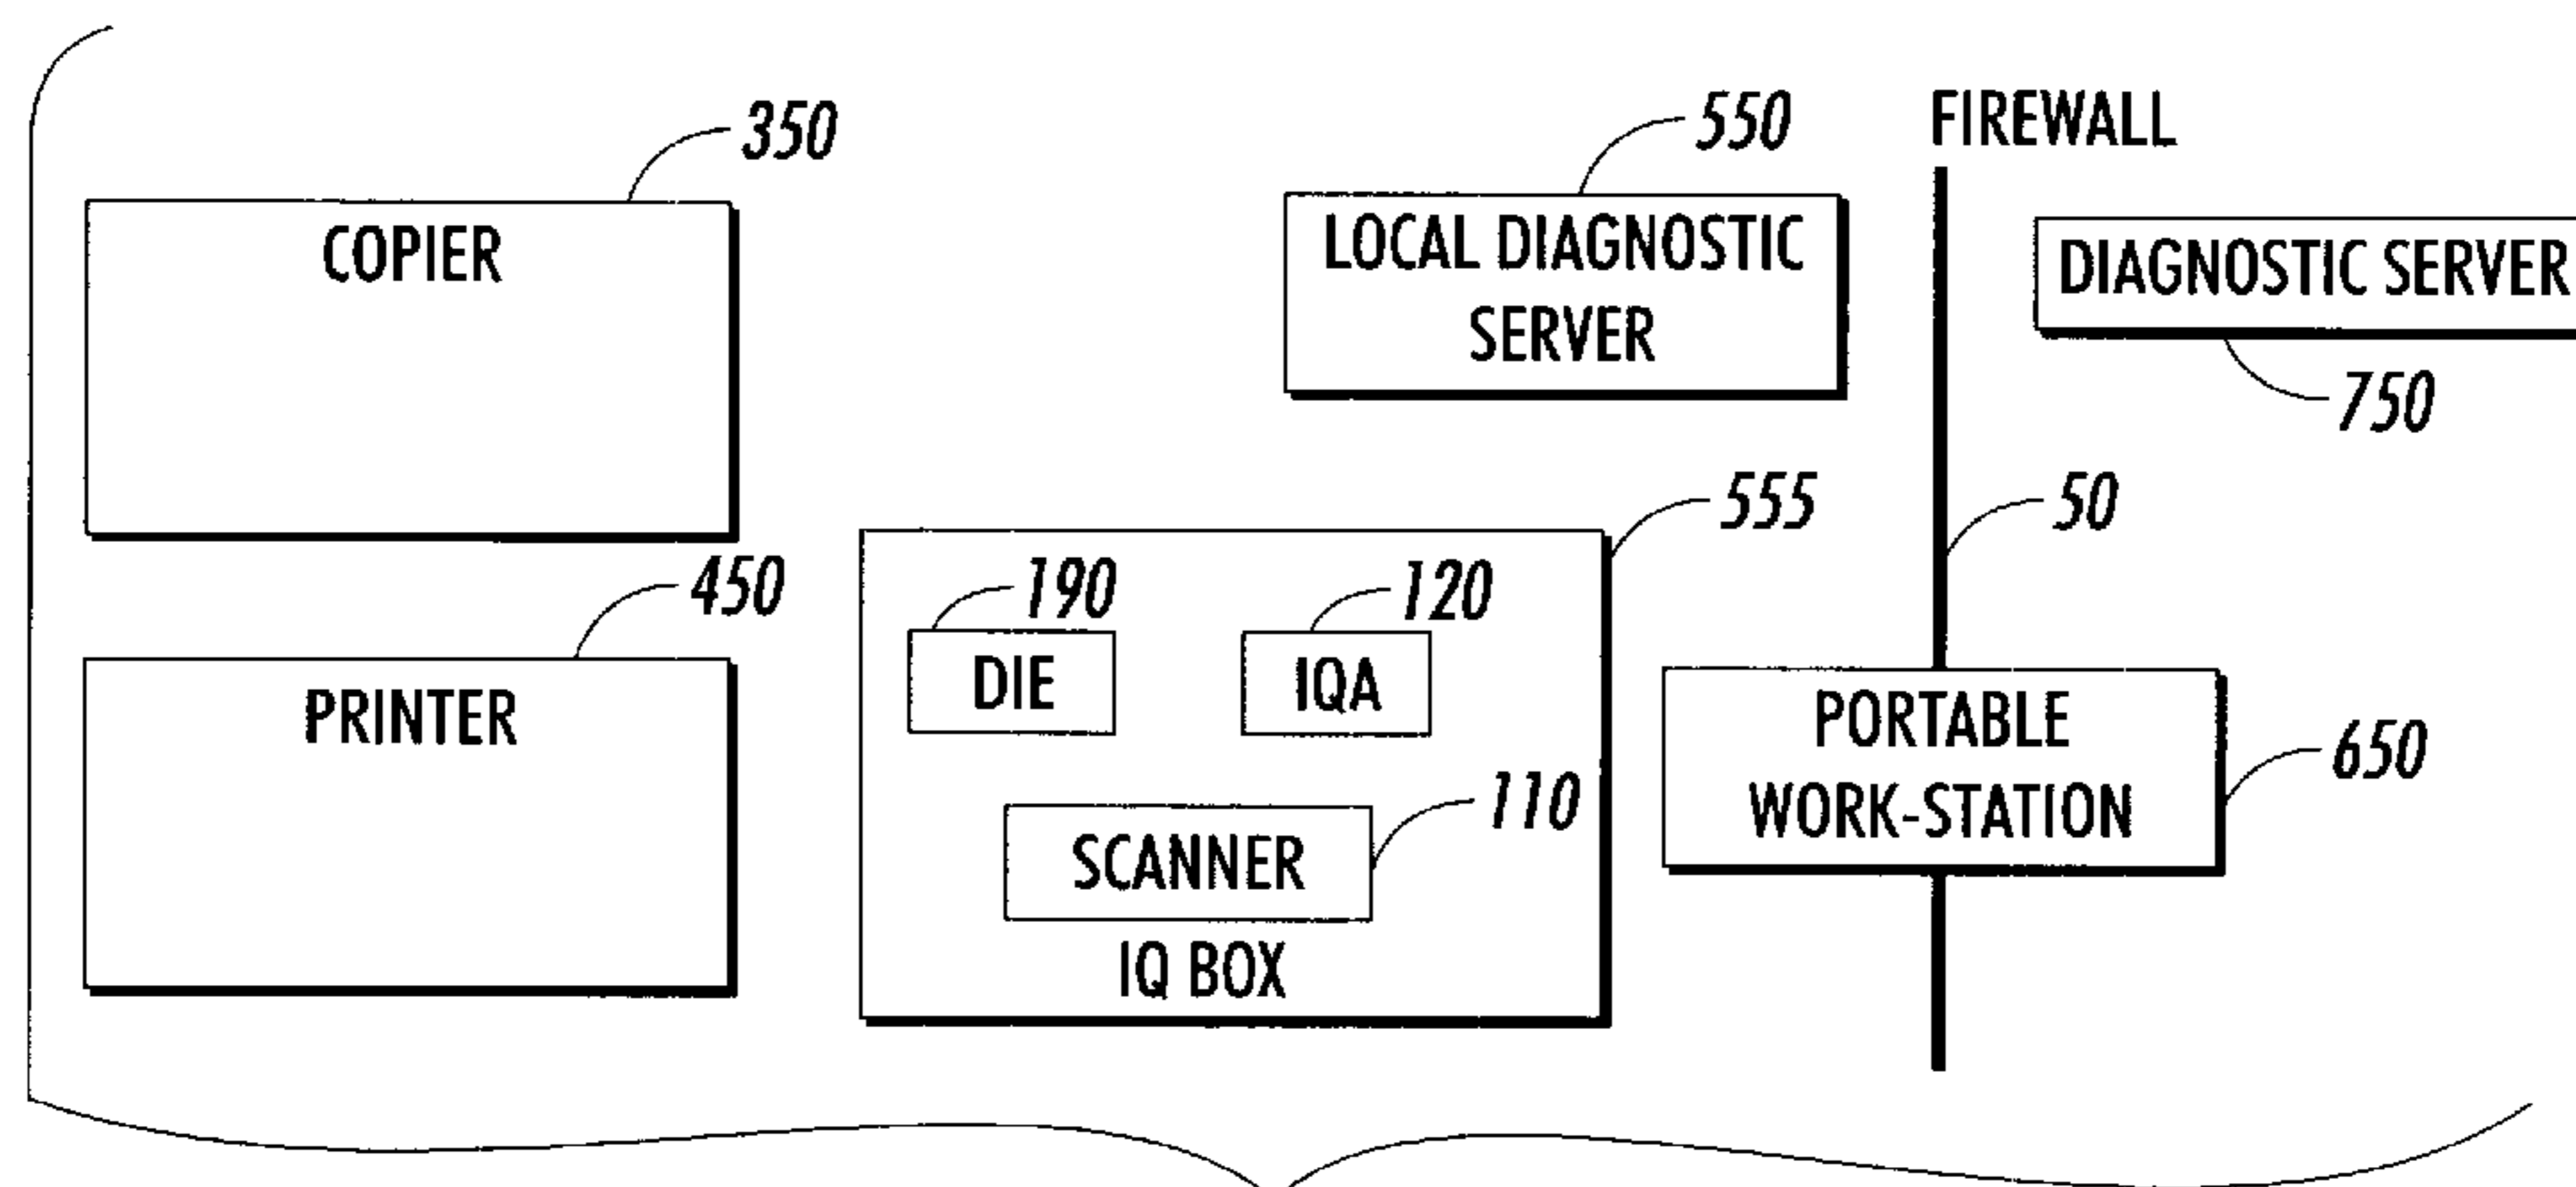 350
COPIER
550
LOCAL DIAGNOSTIC
SERVER
FIREWALL
DIAGNOSTIC SERVER
750
450
PRINTER
555
190
DIE
120
IQA
110
SCANNER
IQ BOX
50
PORTABLE
WORK-STATION
650